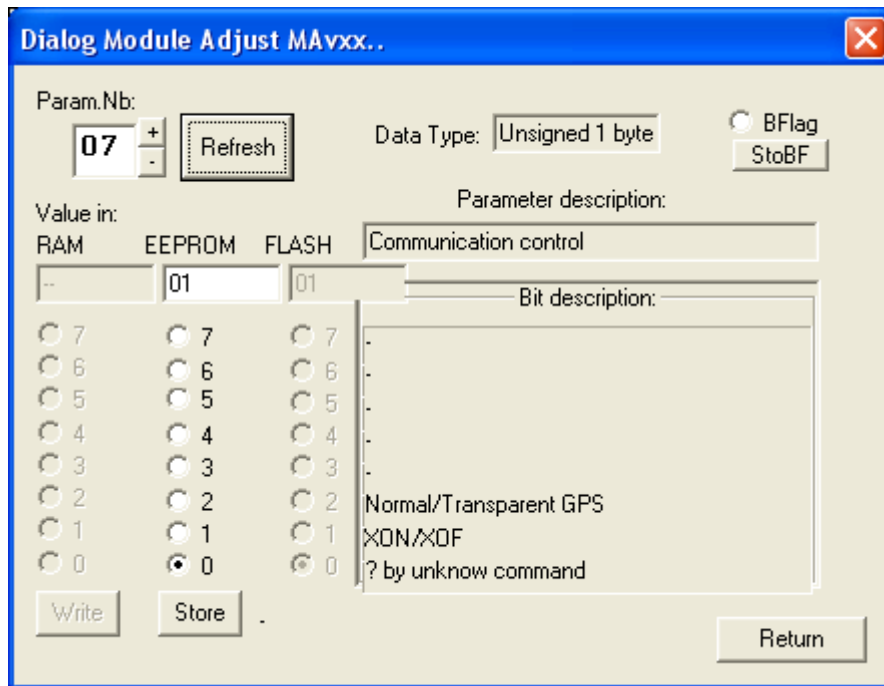 Dialog Module Adjust MAvxx..
Param.Nb:
07
+
-
Refresh
Data Type:
Unsigned 1 byte
BFlag
StoBF
Value in:
Parameter description:
RAM EEPROM FLASH
Communication control
-- 01 01
Bit description:
7 7 7 -
6 6 6 -
5 5 5 -
4 4 4 -
3 3 3 -
2 2 2 Normal/Transparent GPS
1 1 1 XON/XOF
0 0 0 ? by unknow command
Write Store .
Return